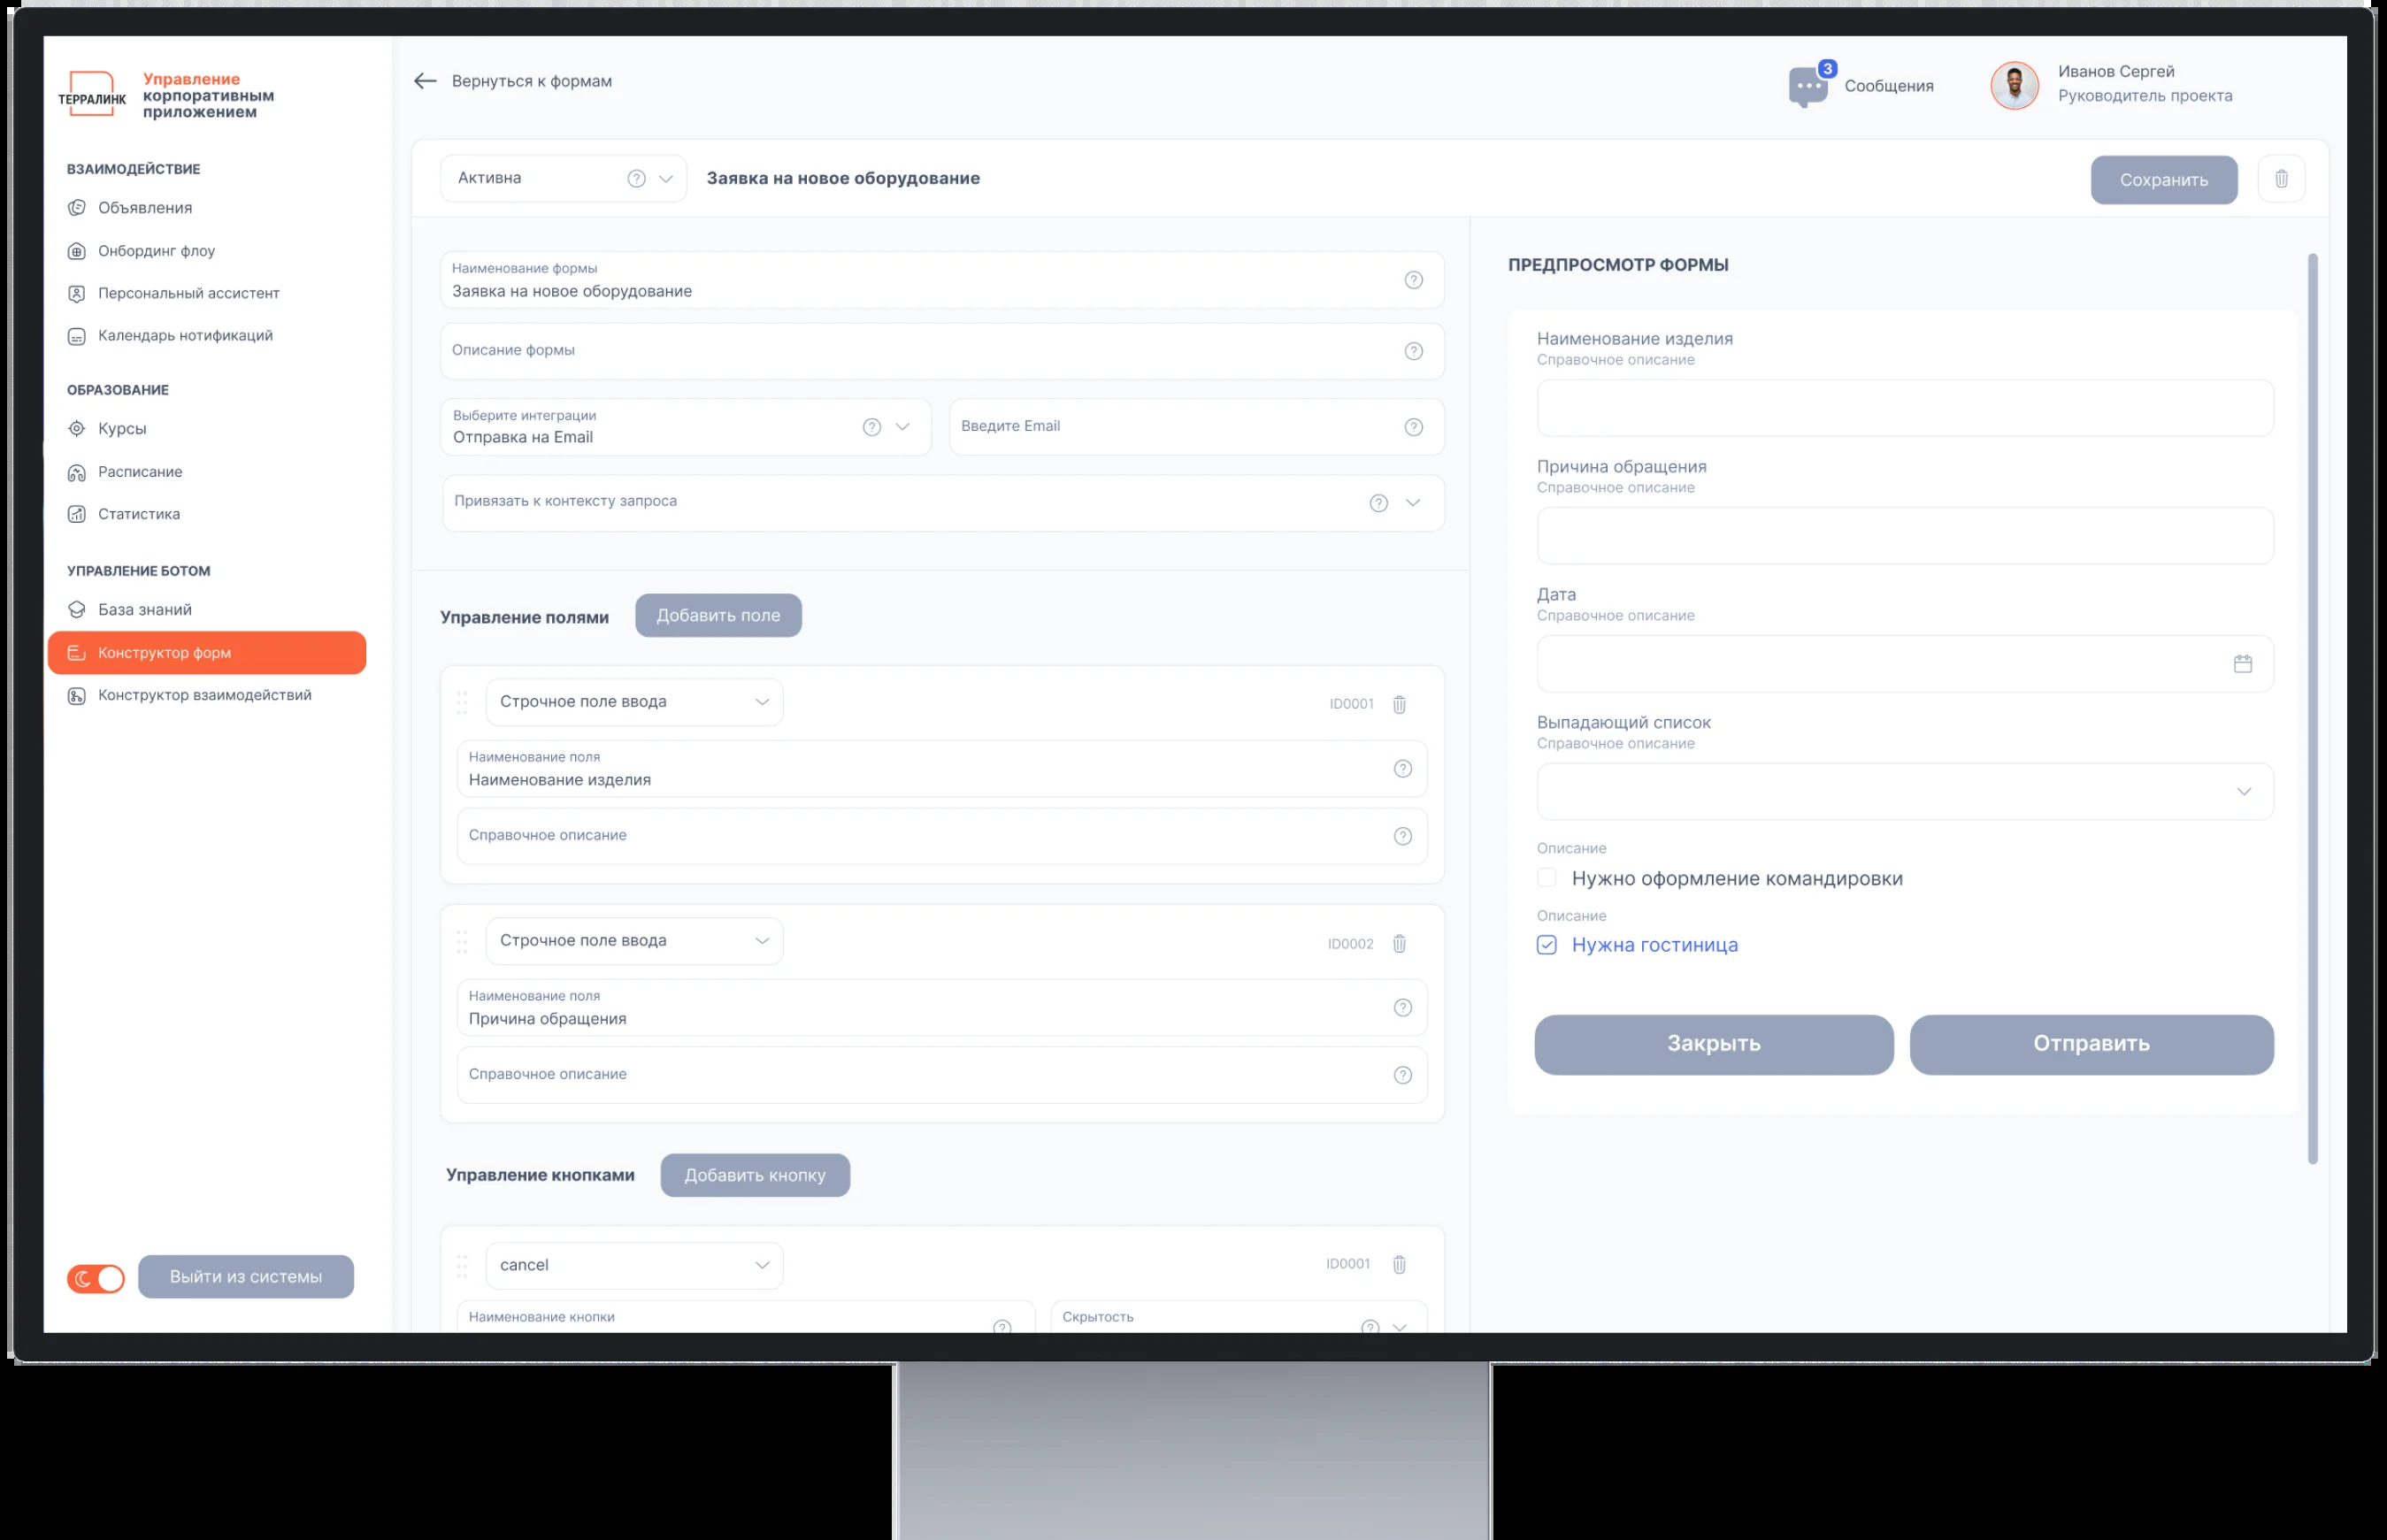 ТЕРРАЛИНК
Управление
корпоративным
приложением
ВЗАИМОДЕЙСТВИЕ
Объявления
Онбординг флоу
Персональный ассистент
Календарь нотификаций
ОБРАЗОВАНИЕ
Курсы
Расписание
Статистика
УПРАВЛЕНИЕ БОТОМ
База знаний
Конструктор форм
Конструктор взаимодействий
Выйти из системы
Вернуться к формам
3
Сообщения
Иванов Сергей
Руководитель проекта
Активна
Заявка на новое оборудование
Сохранить
Наименование формы
Заявка на новое оборудование
Описание формы
Выберите интеграции
Отправка на Email
Введите Email
Привязать к контексту запроса
Управление полями
Добавить поле
Строчное поле ввода
ID0001
Наименование поля
Наименование изделия
Справочное описание
Строчное поле ввода
ID0002
Наименование поля
Причина обращения
Справочное описание
Управление кнопками
Добавить кнопку
cancel
ID0001
Наименование кнопки
Скрытость
ПРЕДПРОСМОТР ФОРМЫ
Наименование изделия
Справочное описание
Причина обращения
Справочное описание
Дата
Справочное описание
Выпадающий список
Справочное описание
Описание
Нужно оформление командировки
Описание
Нужна гостиница
Закрыть
Отправить